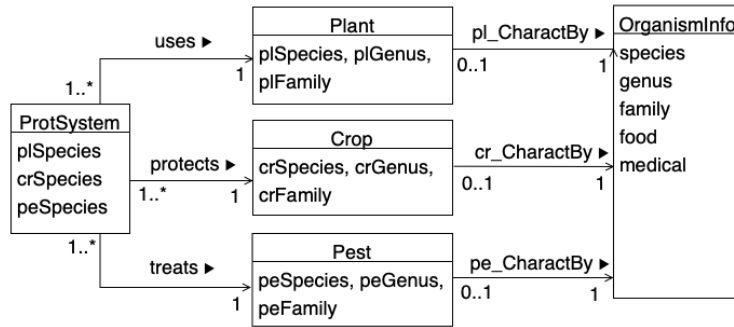 Plant
plSpecies, plGenus,
plFamily
uses ▶
1..*
1
pl_CharactBy ▶
0..1
1
OrganismInfo
species
genus
family
food
medical
ProtSystem
plSpecies
crSpecies
peSpecies
protects ▶
1..*
1
Crop
crSpecies, crGenus,
crFamily
cr_CharactBy ▶
0..1
1
1..*
treats ▶
1
Pest
peSpecies, peGenus,
peFamily
pe_CharactBy ▶
0..1
1